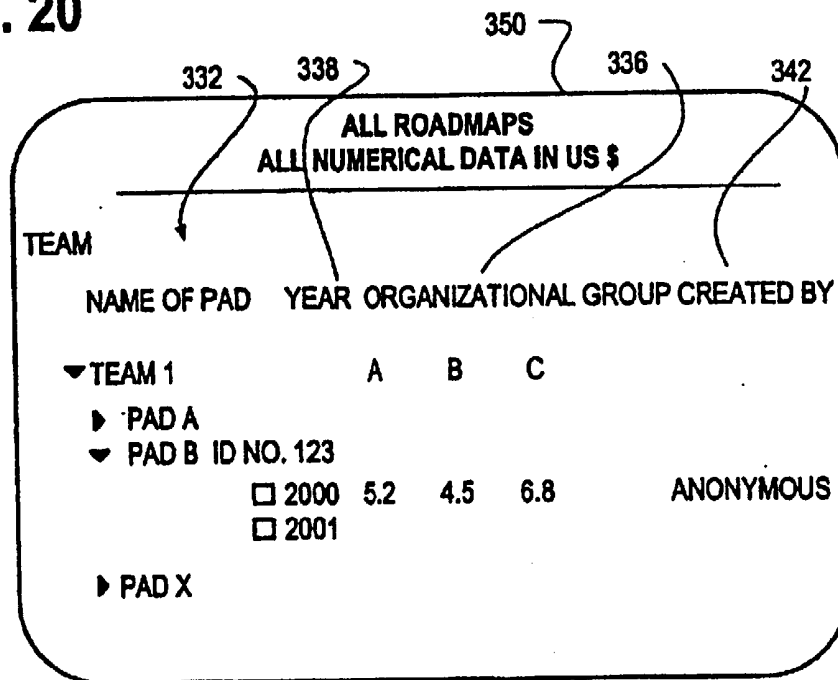 . 20
350
332 338 336 342
ALL ROADMAPS
ALL NUMERICAL DATA IN US $
TEAM
NAME OF PAD YEAR ORGANIZATIONAL GROUP CREATED BY
TEAM 1 A B C
PAD A
PAD B ID NO. 123
2000 5.2 4.5 6.8 ANONYMOUS
2001
PAD X